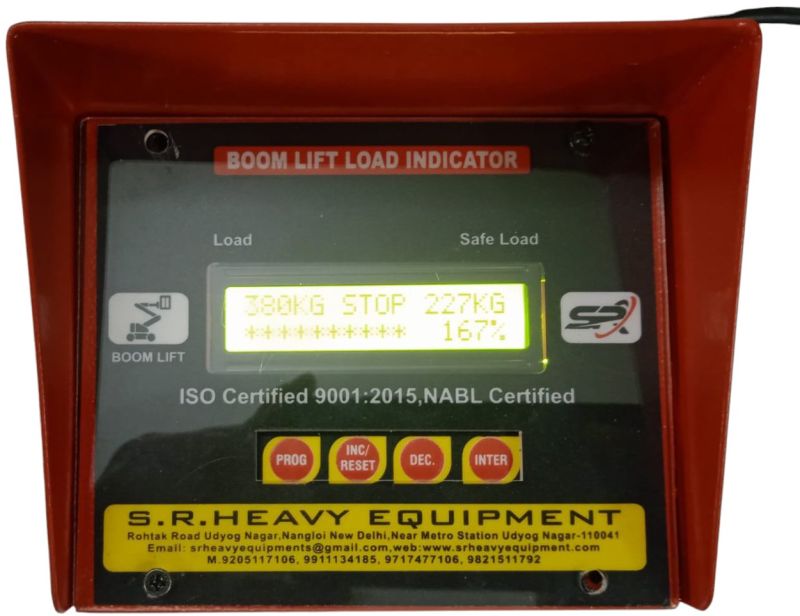 BOOM LIFT LOAD INDICATOR
Load Safe Load
380KG STOP 227KG
********** 167%
BOOM LIFT
ISO Certified 9001:2015,NABL Certified
PROG INC/ RESET DEC. INTER
S.R.HEAVY EQUIPMENT
Rohtak Road Udyog Nagar,Nangloi New Delhi,Near Metro Station Udyog Nagar-110041
Email: srheavyequipments@gmail.com,web:www.srheavyequipment.com
M.9205117106, 9911134185, 9717477106, 9821511792